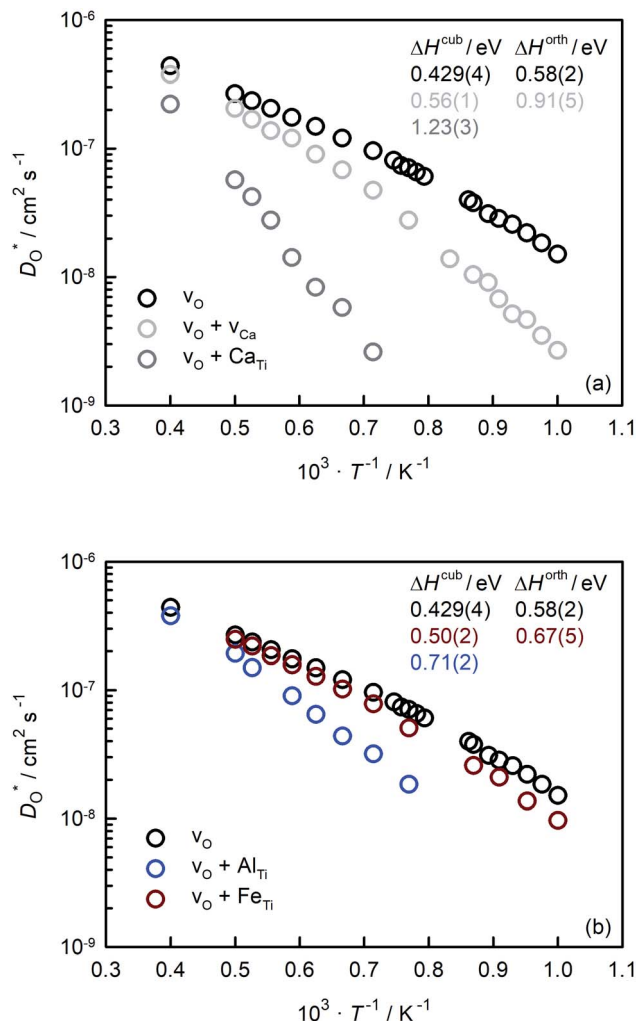 10⁻⁶
ΔH^cub / eV ΔH^orth / eV
0.429(4) 0.58(2)
0.56(1) 0.91(5)
1.23(3)
10⁻⁷
D_O* / cm² s⁻¹
10⁻⁸
v_O
v_O + v_Ca
v_O + Ca_Ti
(a)
10⁻⁹
0.3 0.4 0.5 0.6 0.7 0.8 0.9 1.0 1.1
10³ · T⁻¹ / K⁻¹
10⁻⁶
ΔH^cub / eV ΔH^orth / eV
0.429(4) 0.58(2)
0.50(2) 0.67(5)
0.71(2)
10⁻⁷
D_O* / cm² s⁻¹
10⁻⁸
v_O
v_O + Al_Ti
v_O + Fe_Ti
(b)
10⁻⁹
0.3 0.4 0.5 0.6 0.7 0.8 0.9 1.0 1.1
10³ · T⁻¹ / K⁻¹